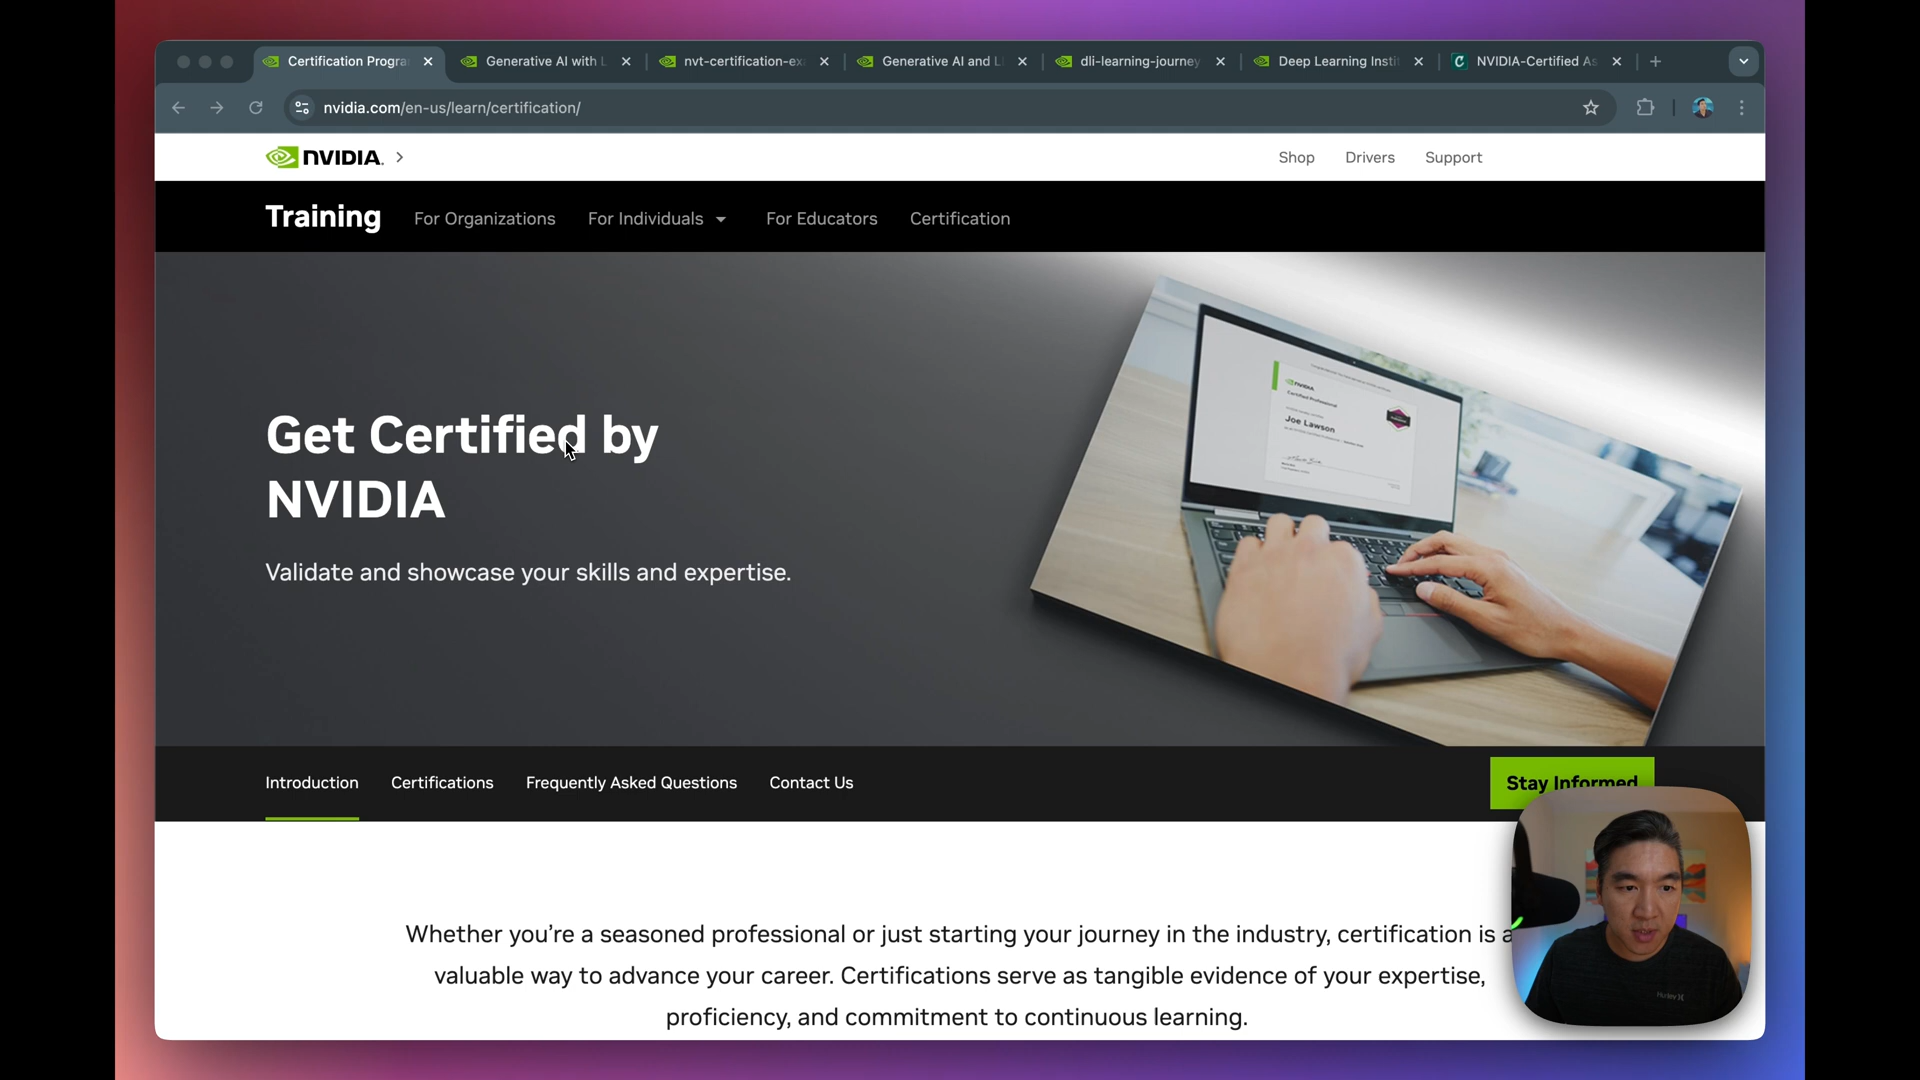 Certification Progra
Generative AI with L
nvt-certification-ex
Generative AI and L
dli-learning-journey
Deep Learning Insti
NVIDIA-Certified As
nvidia.com/en-us/learn/certification/
NVIDIA.
Shop
Drivers
Support
Training
For Organizations
For Individuals
For Educators
Certification
NVIDIA
Certified Professional
Joe Lawson
Get Certified by
NVIDIA
Validate and showcase your skills and expertise.
Introduction
Certifications
Frequently Asked Questions
Contact Us
Stay Informed
Whether you’re a seasoned professional or just starting your journey in the industry, certification is a
valuable way to advance your career. Certifications serve as tangible evidence of your expertise,
proficiency, and commitment to continuous learning.
Hurley